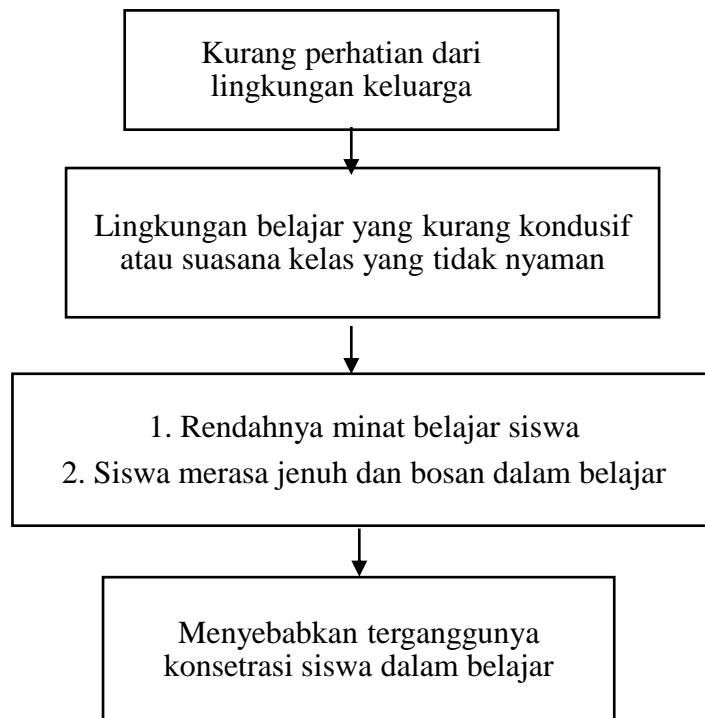 Kurang perhatian dari
lingkungan keluarga
Lingkungan belajar yang kurang kondusif
atau suasana kelas yang tidak nyaman
1. Rendahnya minat belajar siswa
2. Siswa merasa jenuh dan bosan dalam belajar
Menyebabkan terganggunya
konsetrasi siswa dalam belajar